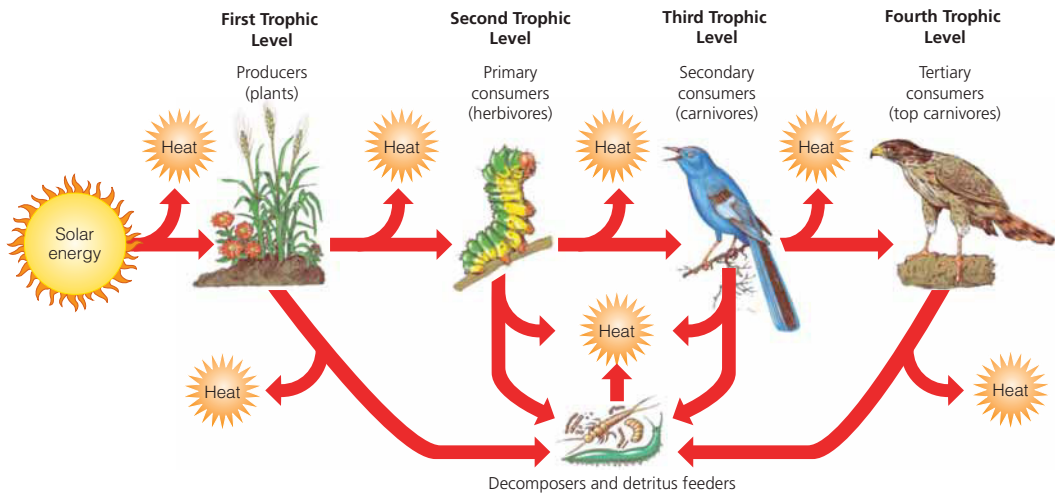 First Trophic
Level
Second Trophic
Level
Third Trophic
Level
Fourth Trophic
Level
Producers
(plants)
Primary
consumers
(herbivores)
Secondary
consumers
(carnivores)
Tertiary
consumers
(top carnivores)
Heat
Heat
Heat
Heat
Solar
energy
Heat
Heat
Heat
Decomposers and detritus feeders